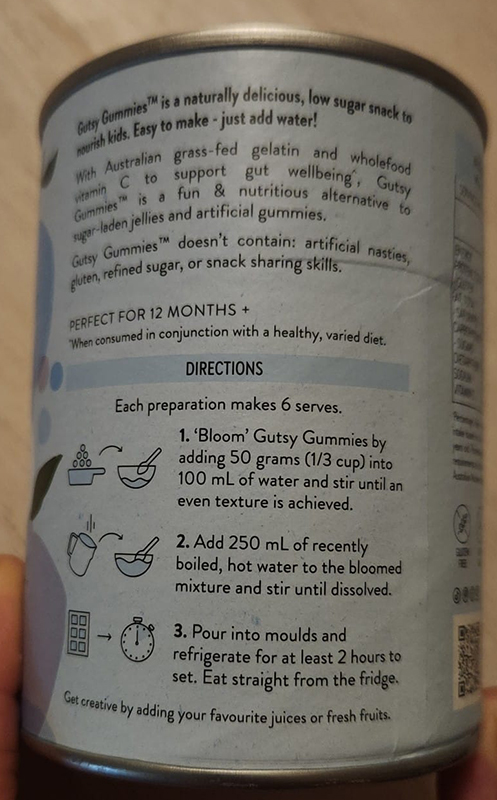 Gutsy Gummies™ is a naturally delicious, low sugar snack to
nourish kids. Easy to make - just add water!
With Australian grass-fed gelatin and wholefood
vitamin C to support gut wellbeing^, Gutsy
Gummies™ is a fun & nutritious alternative to
sugar-laden jellies and artificial gummies.
Gutsy Gummies™ doesn't contain: artificial nasties,
gluten, refined sugar, or snack sharing skills.
PERFECT FOR 12 MONTHS +
^When consumed in conjunction with a healthy, varied diet.
DIRECTIONS
Each preparation makes 6 serves.
1. 'Bloom' Gutsy Gummies by
adding 50 grams (1/3 cup) into
100 mL of water and stir until an
even texture is achieved.
2. Add 250 mL of recently
boiled, hot water to the bloomed
mixture and stir until dissolved.
3. Pour into moulds and
refrigerate for at least 2 hours to
set. Eat straight from the fridge.
Get creative by adding your favourite juices or fresh fruits.
GLUTEN
FREE